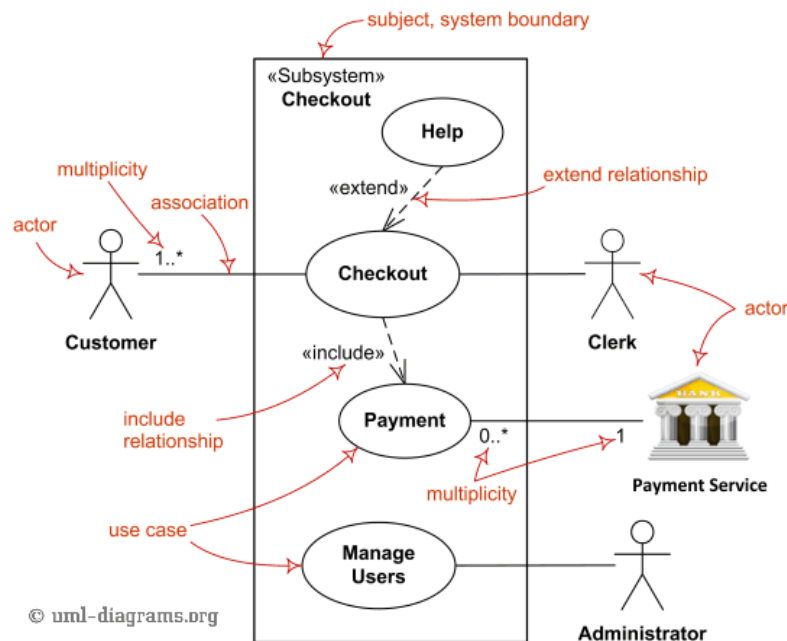 subject, system boundary
«Subsystem»
Checkout
Help
multiplicity
«extend»
extend relationship
association
actor
1..*
Checkout
Customer
Clerk
actor
«include»
BANK
include
relationship
Payment
0..*
1
multiplicity
Payment Service
use case
Manage
Users
© uml-diagrams.org
Administrator